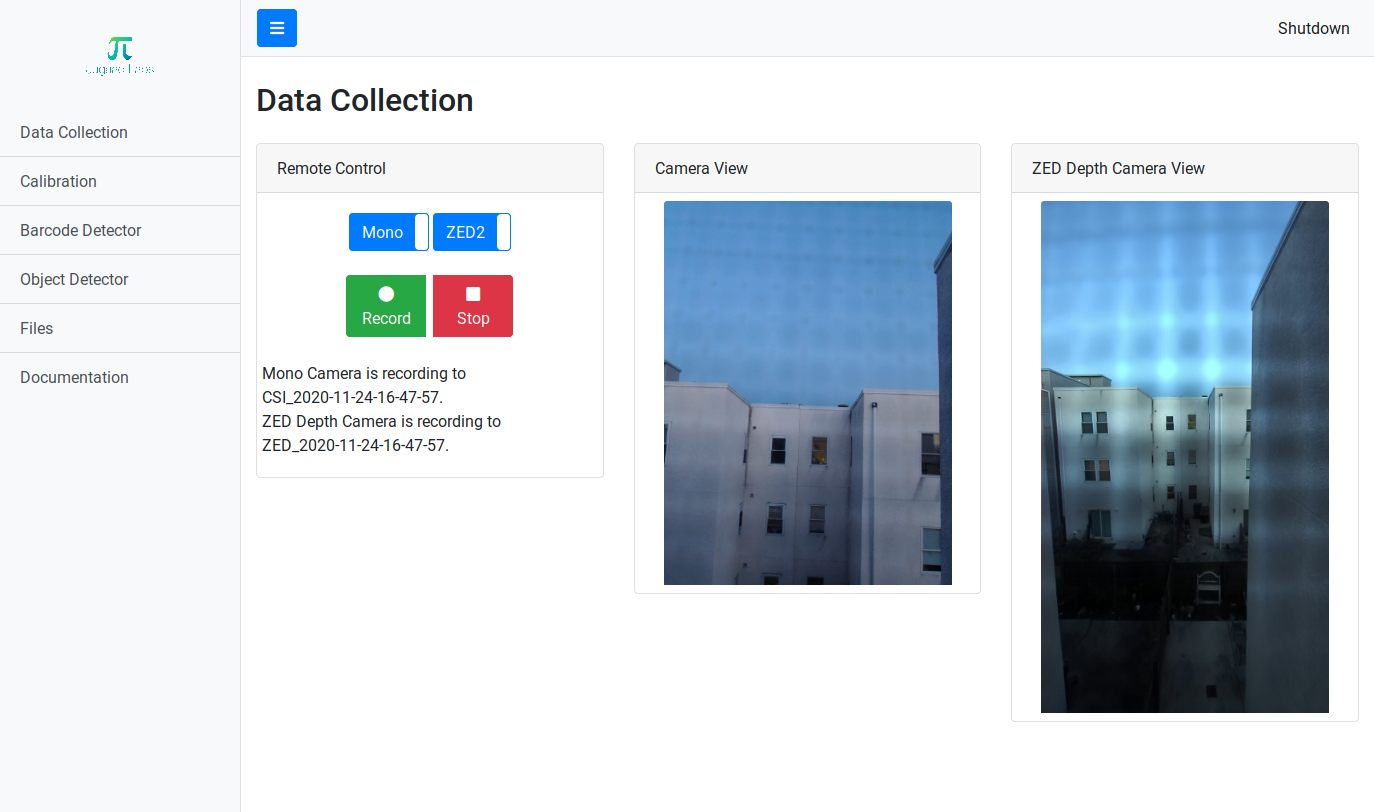 Shutdown
Data Collection
Calibration
Barcode Detector
Object Detector
Files
Documentation
Data Collection
Remote Control
Mono
ZED2
Record
Stop
Mono Camera is recording to
CSI_2020-11-24-16-47-57.
ZED Depth Camera is recording to
ZED_2020-11-24-16-47-57.
Camera View
ZED Depth Camera View